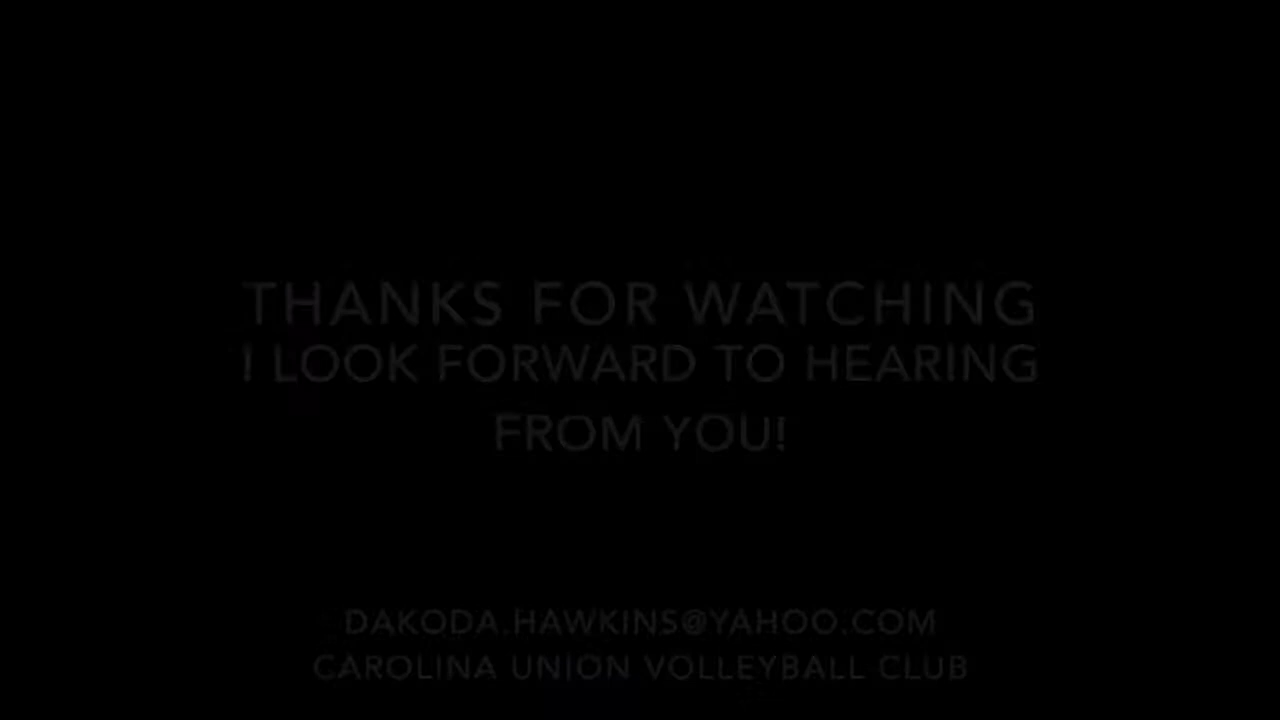 THANKS FOR WATCHING
I LOOK FORWARD TO HEARING
FROM YOU!
DAKODA.HAWKINS@YAHOO.COM
CAROLINA UNION VOLLEYBALL CLUB